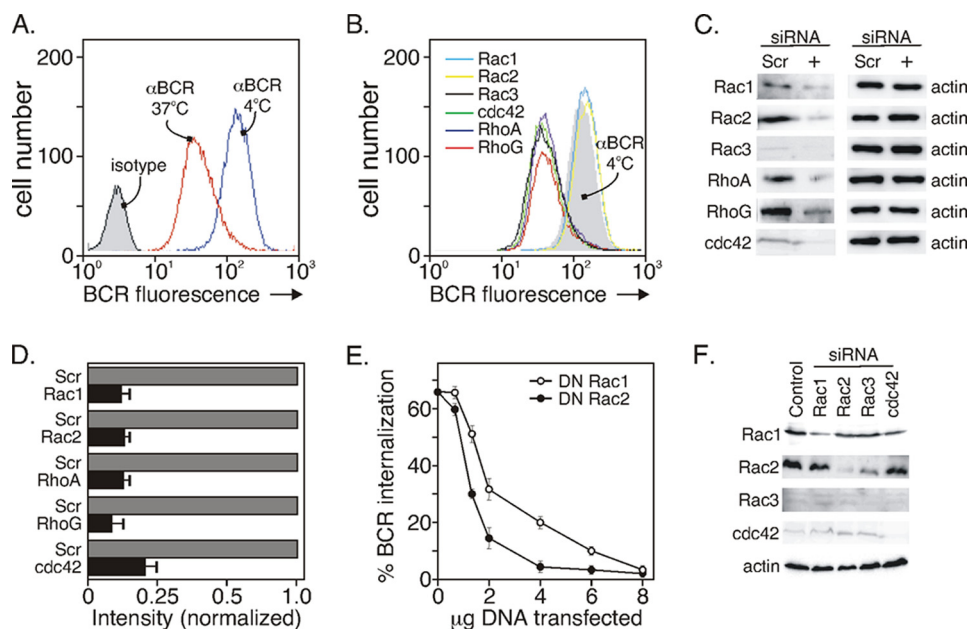 A.
200
100
0
cell number
isotype
αBCR
37°C
αBCR
4°C
10⁰ 10¹ 10² 10³
BCR fluorescence
B.
200
100
0
cell number
Rac1
Rac2
Rac3
cdc42
RhoA
RhoG
αBCR
4°C
10⁰ 10¹ 10² 10³
BCR fluorescence
C.
siRNA siRNA
Scr + Scr +
Rac1 actin
Rac2 actin
Rac3 actin
RhoA actin
RhoG actin
cdc42 actin
D.
Scr
Rac1
Scr
Rac2
Scr
RhoA
Scr
RhoG
Scr
cdc42
0 0.25 1.0
Intensity (normalized)
E.
DN Rac1
DN Rac2
60
40
20
0
% BCR internalization
0 2 4 6 8
μg DNA transfected
F.
siRNA
Control Rac1 Rac2 Rac3 cdc42
Rac1
Rac2
Rac3
cdc42
actin